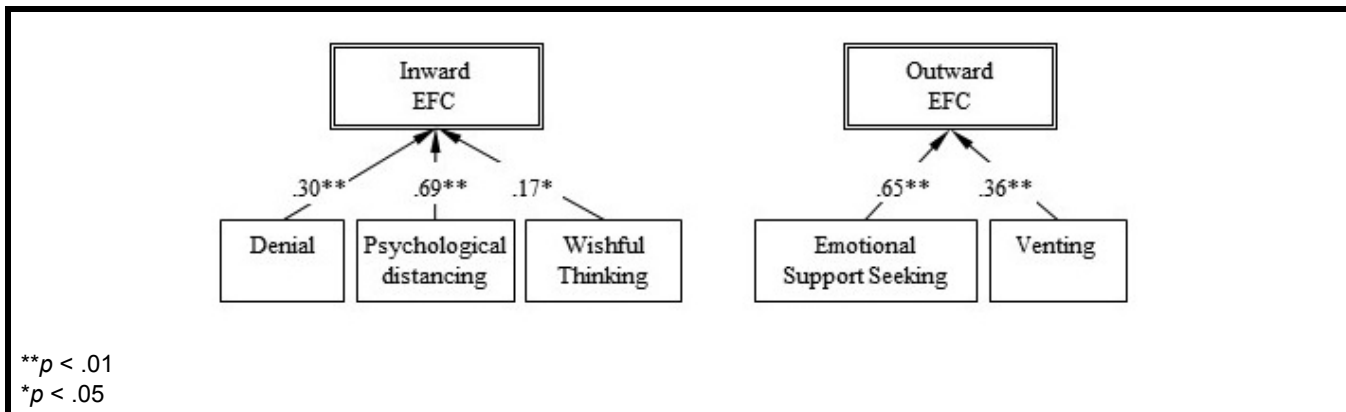 Inward
EFC
Outward
EFC
.30**
.69**
.17*
.65**
.36**
Denial
Psychological
distancing
Wishful
Thinking
Emotional
Support Seeking
Venting
**p < .01
*p < .05